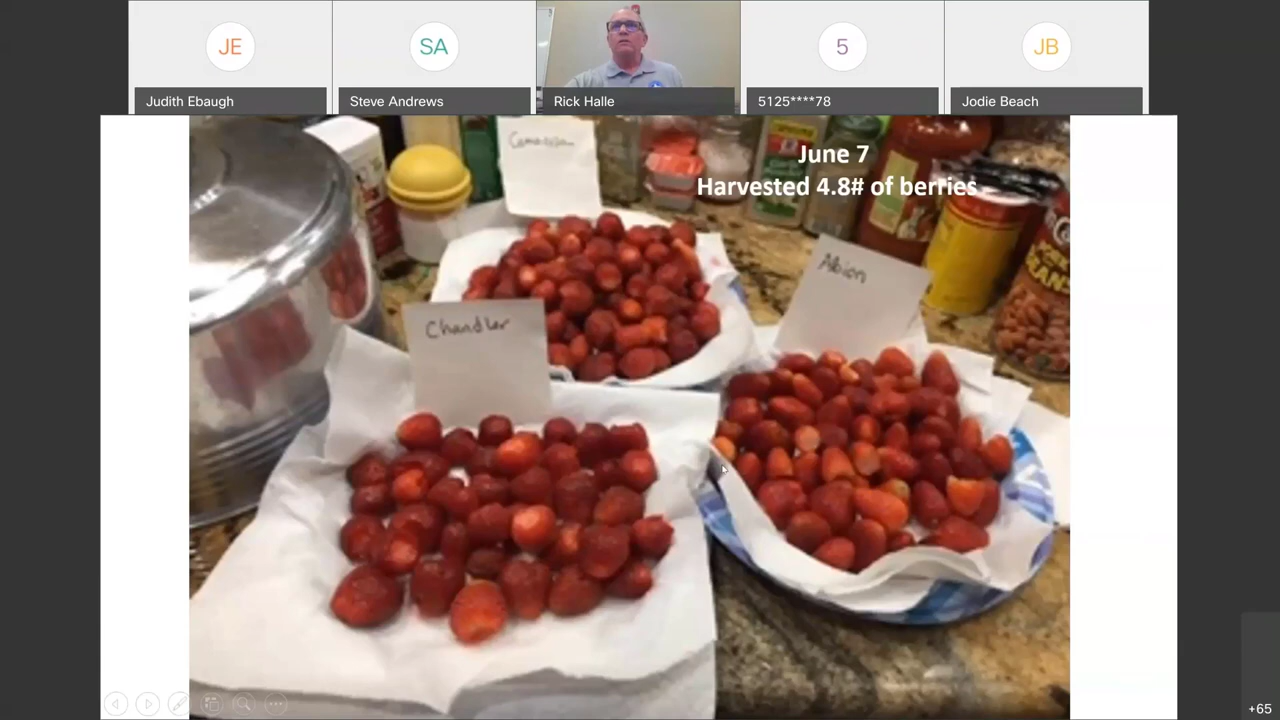 JE
SA
5
JB
Judith Ebaugh
Steve Andrews
Rick Halle
5125****78
Jodie Beach
June 7
Harvested 4.8# of berries
Albion
Chandler
+65